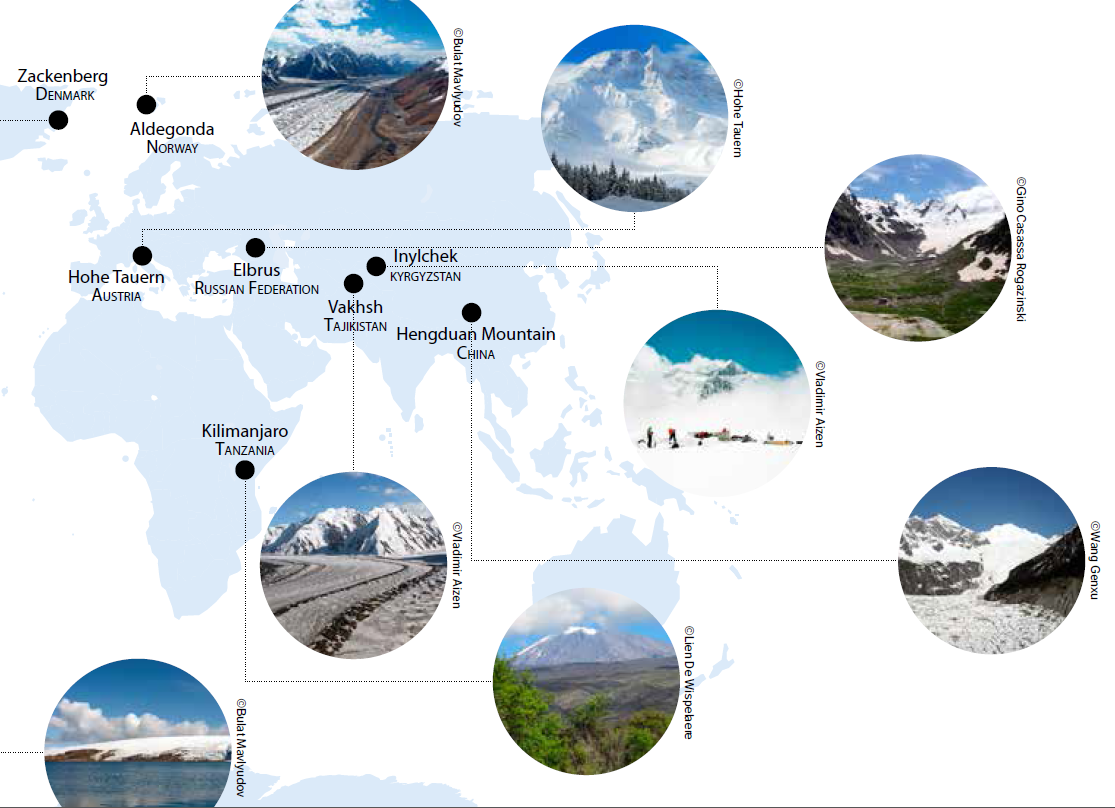 Zackenberg
DENMARK
Aldegonda
NORWAY
©Bulat Mavlyudov
©Hohe Tauern
©Gino Casassa Rogazinski
Hohe Tauern
AUSTRIA
Elbrus
RUSSIAN FEDERATION
Inylchek
KYRGYZSTAN
Vakhsh
TAJIKISTAN
Hengduan Mountain
CHINA
©Vladimir Aizen
Kilimanjaro
TANZANIA
©Vladimir Aizen
©Wang Genxu
©Lien De Wispelaere
©Bulat Mavlyudov